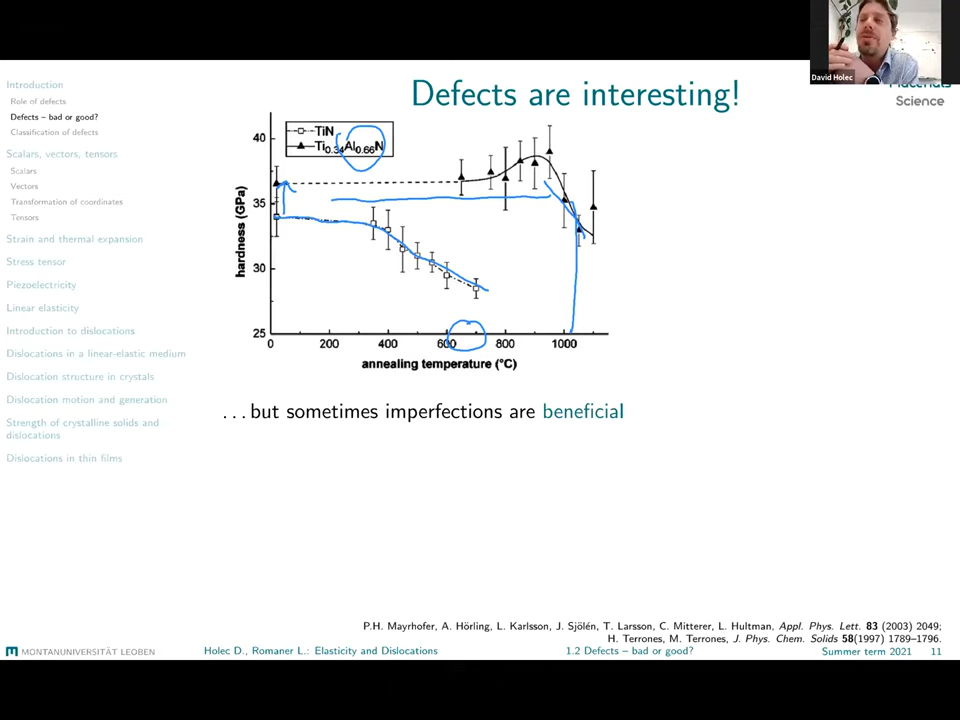 David Holec
Materials
Science
Introduction
Role of defects
Defects – bad or good?
Classification of defects
Scalars, vectors, tensors
Scalars
Vectors
Transformation of coordinates
Tensors
Strain and thermal expansion
Stress tensor
Piezoelectricity
Linear elasticity
Introduction to dislocations
Dislocations in a linear-elastic medium
Dislocation structure in crystals
Dislocation motion and generation
Strength of crystalline solids and
dislocations
Dislocations in thin films
Defects are interesting!
TiN
Ti0.34Al0.66N
40
35
30
25
hardness (GPa)
0 200 400 600 800 1000
annealing temperature (°C)
...but sometimes imperfections are beneficial
P.H. Mayrhofer, A. Hörling, L. Karlsson, J. Sjölén, T. Larsson, C. Mitterer, L. Hultman, Appl. Phys. Lett. 83 (2003) 2049;
H. Terrones, M. Terrones, J. Phys. Chem. Solids 58(1997) 1789–1796.
MONTANUNIVERSITÄT LEOBEN
Holec D., Romaner L.: Elasticity and Dislocations
1.2 Defects – bad or good?
Summer term 2021 11